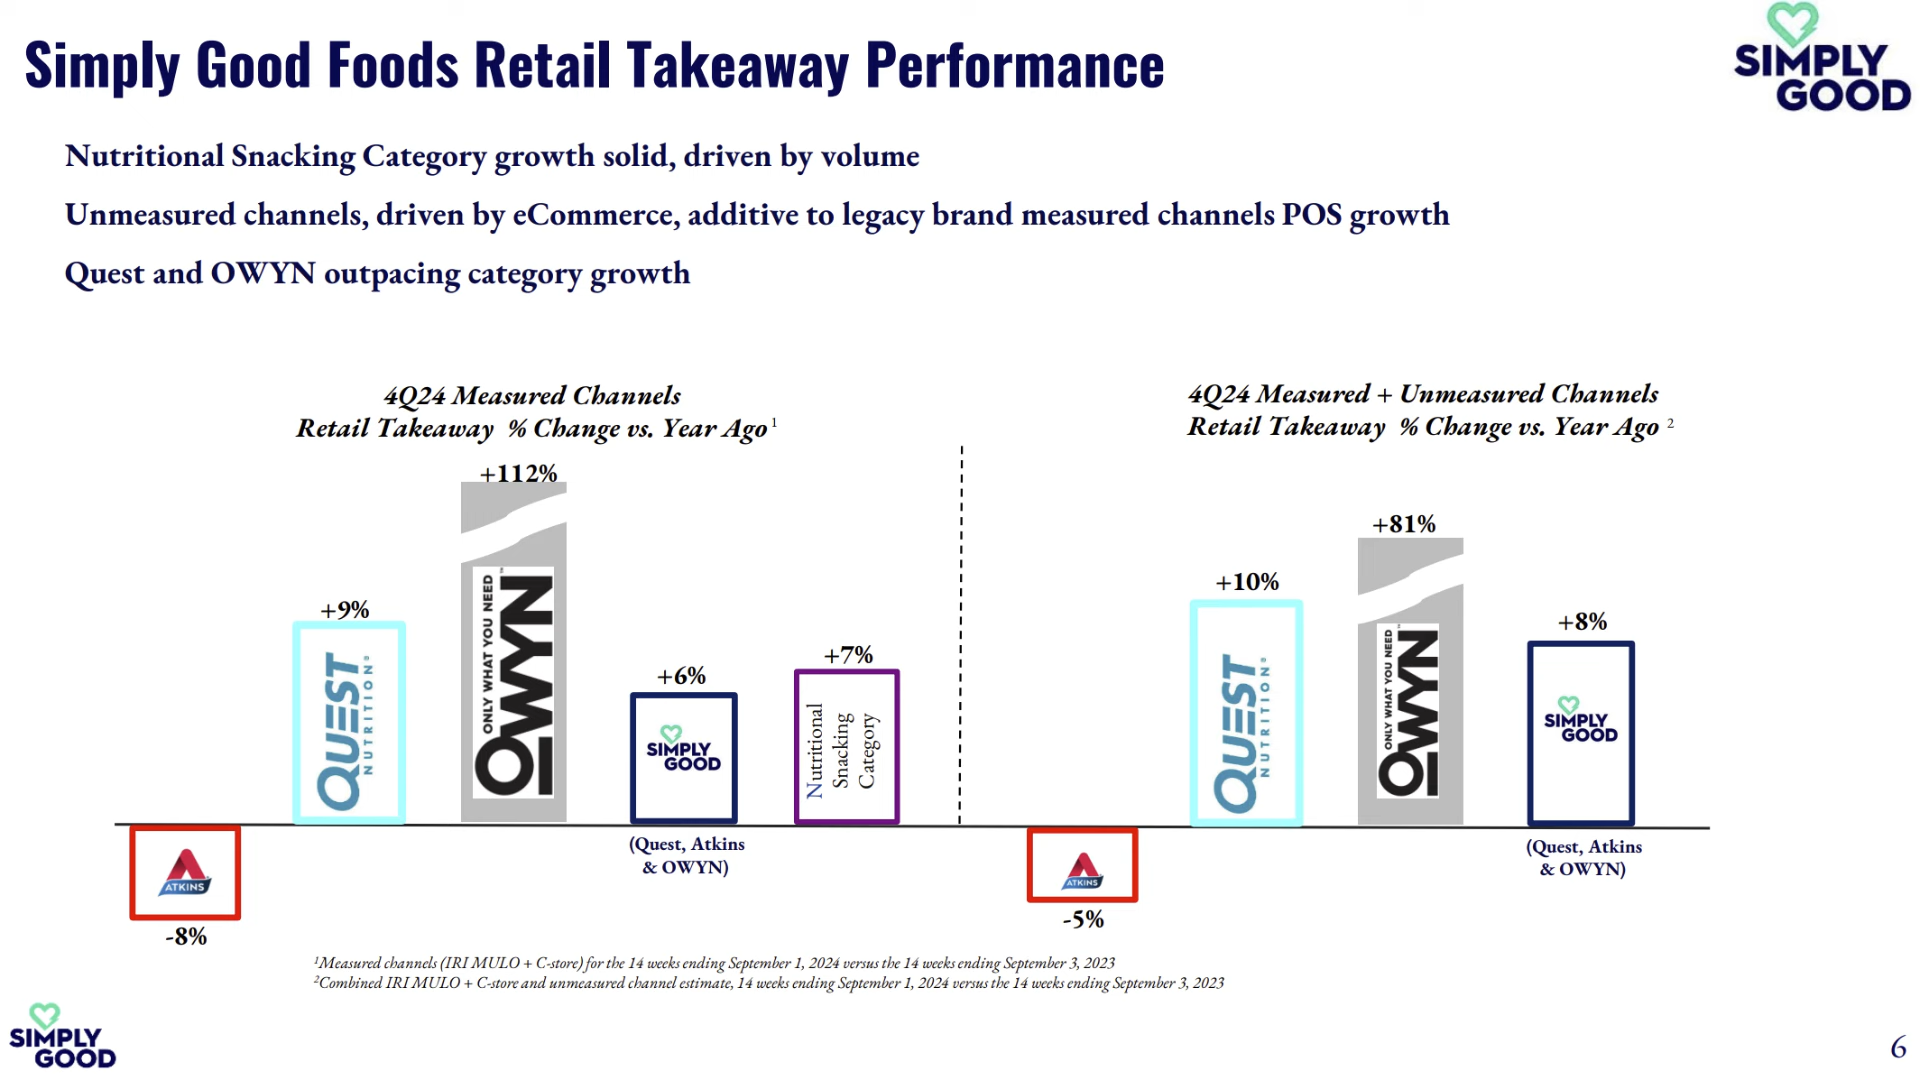 Simply Good Foods Retail Takeaway Performance
SIMPLY
GOOD
Nutritional Snacking Category growth solid, driven by volume
Unmeasured channels, driven by eCommerce, additive to legacy brand measured channels POS growth
Quest and OWYN outpacing category growth
4Q24 Measured Channels
Retail Takeaway % Change vs. Year Ago 1
+112%
+9%
+6%
+7%
-8%
ATKINS
QUEST
NUTRITION®
ONLY WHAT YOU NEED
OWYN™
SIMPLY
GOOD
(Quest, Atkins
& OWYN)
Nutritional
Snacking
Category
4Q24 Measured + Unmeasured Channels
Retail Takeaway % Change vs. Year Ago 2
+81%
+10%
+8%
-5%
ATKINS
QUEST
NUTRITION®
ONLY WHAT YOU NEED
OWYN™
SIMPLY
GOOD
(Quest, Atkins
& OWYN)
1Measured channels (IRI MULO + C-store) for the 14 weeks ending September 1, 2024 versus the 14 weeks ending September 3, 2023
2Combined IRI MULO + C-store and unmeasured channel estimate, 14 weeks ending September 1, 2024 versus the 14 weeks ending September 3, 2023
SIMPLY
GOOD
6